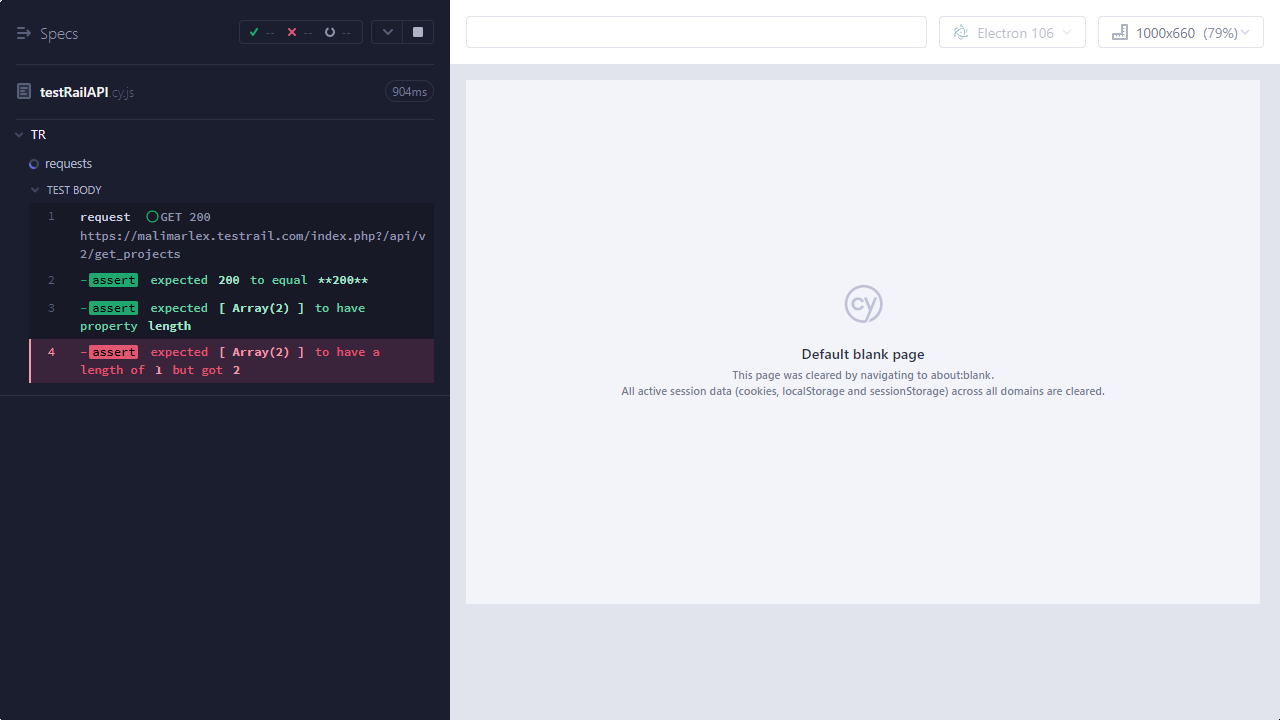 Specs
--
--
--
Electron 106
1000x660 (79%)
testRailAPI.cy.js
904ms
TR
requests
TEST BODY
1 request GET 200
https://malimarlex.testrail.com/index.php?/api/v
2/get_projects
2 -assert expected 200 to equal **200**
3 -assert expected [ Array(2) ] to have
property length
4 -assert expected [ Array(2) ] to have a
length of 1 but got 2
cy
Default blank page
This page was cleared by navigating to about:blank.
All active session data (cookies, localStorage and sessionStorage) across all domains are cleared.